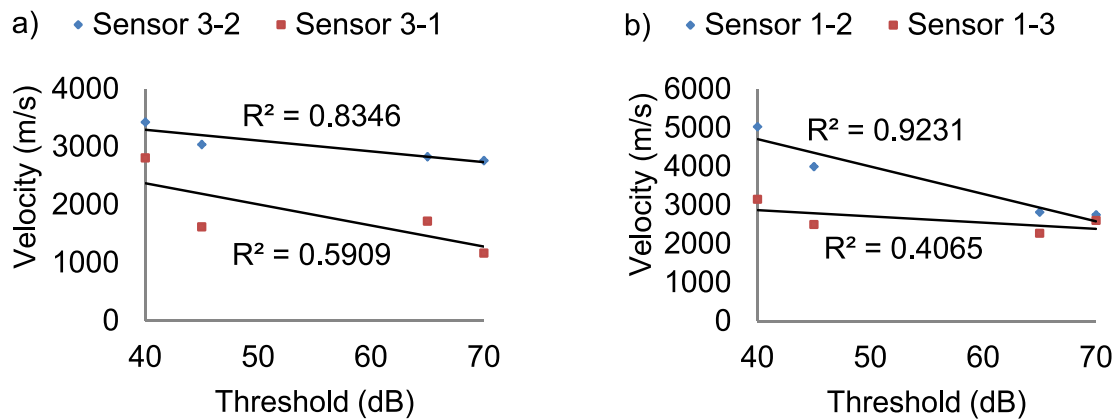 a) Sensor 3-2 Sensor 3-1
4000
3000
2000
1000
0
Velocity (m/s)
R² = 0.8346
R² = 0.5909
40 50 60 70
Threshold (dB)
b) Sensor 1-2 Sensor 1-3
6000
5000
4000
3000
2000
1000
0
Velocity (m/s)
R² = 0.9231
R² = 0.4065
40 50 60 70
Threshold (dB)